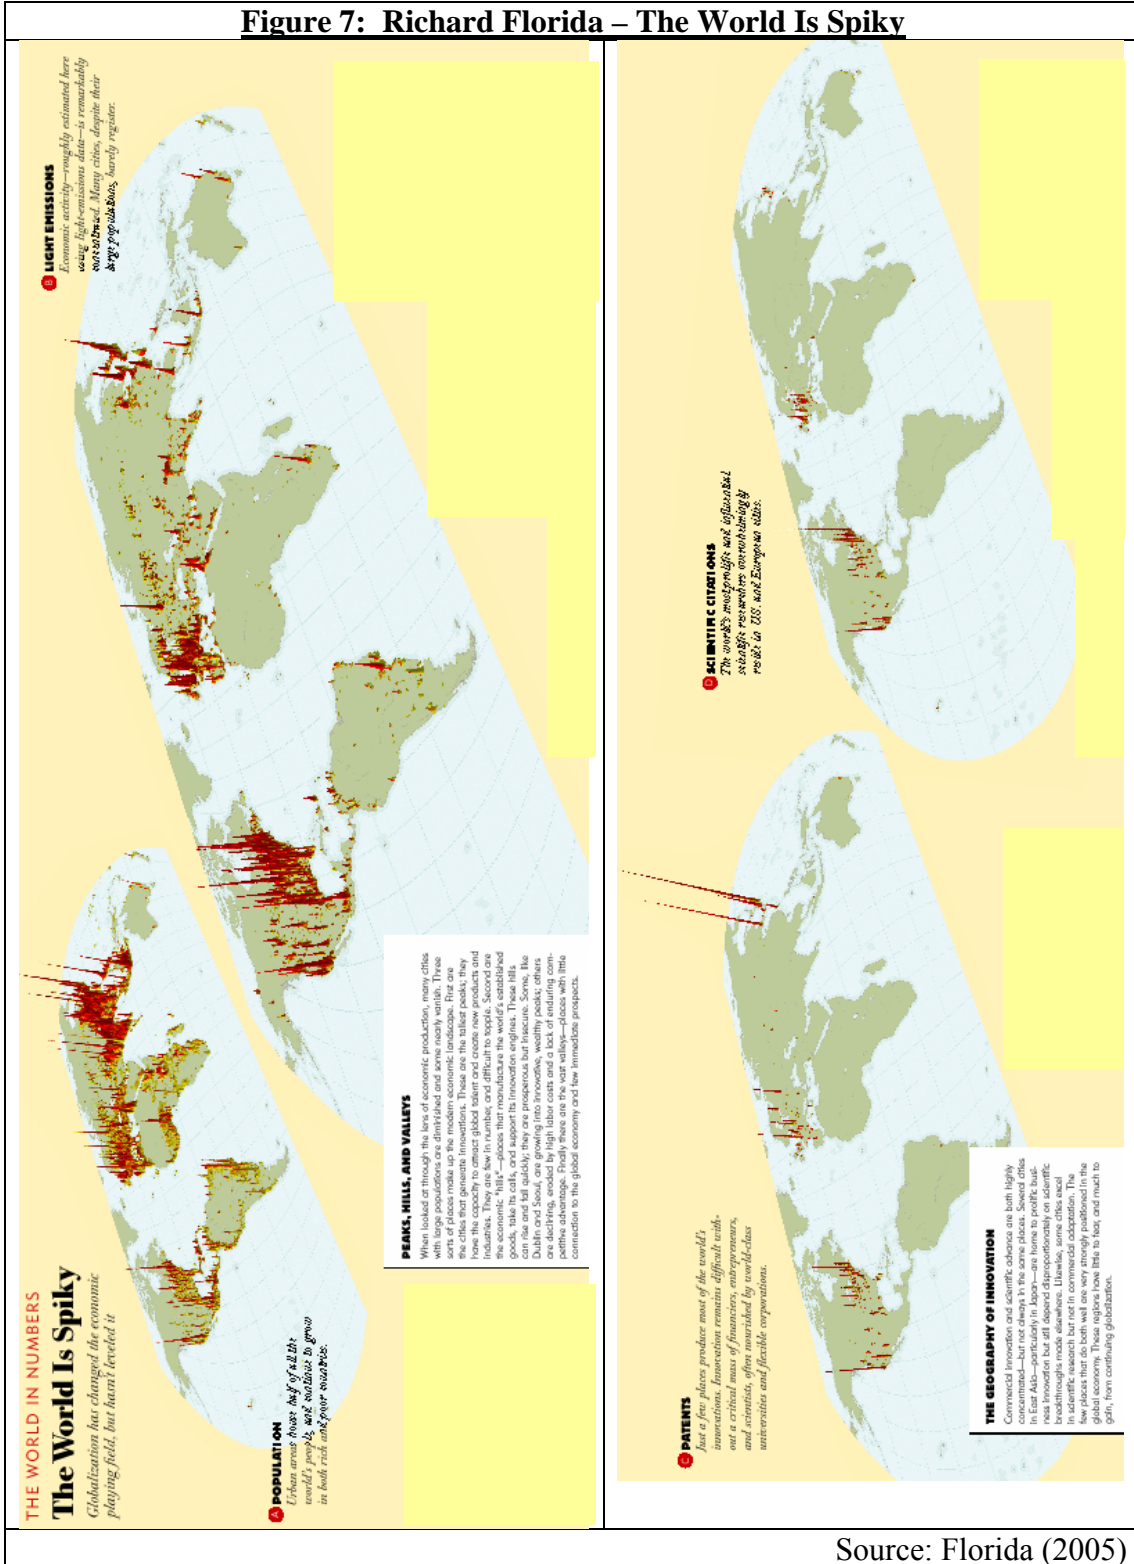 Figure 7: Richard Florida – The World Is Spiky
THE WORLD IN NUMBERS
The World Is Spiky
Globalization has changed the economic
playing field, but hasn't leveled it
A POPULATION
Urban areas house half of all the
world's people, and continue to grow
in both rich and poor countries.
B LIGHT EMISSIONS
Economic activity—roughly estimated here
using light-emissions data—is remarkably
concentrated. Many cities, despite their
large populations, barely register.
PEAKS, HILLS, AND VALLEYS
When looked at through the lens of economic production, many cities
with large populations are diminished and some nearly vanish. Three
sorts of places make up the modern economic landscape. First are
the cities that generate innovations. These are the tallest peaks; they
have the capacity to attract global talent and create new products and
industries. They are few in number, and difficult to topple. Second are
the economic "hills"—places that manufacture the world's established
goods, take its calls, and support its innovation engines. These hills
can rise and fall quickly; they are prosperous but insecure. Some, like
Dublin and Seoul, are growing into innovative, wealthy peaks; others
are declining, eroded by high labor costs and a lack of enduring com-
petitive advantage. Finally there are the vast valleys—places with little
connection to the global economy and few immediate prospects.
C PATENTS
Just a few places produce most of the world's
innovations. Innovation remains difficult with-
out a critical mass of financiers, entrepreneurs,
and scientists, often nourished by world-class
universities and flexible corporations.
D SCIENTIFIC CITATIONS
The world's most prolific and influential
scientific researchers overwhelmingly
reside in U.S. and European cities.
THE GEOGRAPHY OF INNOVATION
Commercial innovation and scientific advance are both highly
concentrated—but not always in the same places. Several cities
in East Asia—particularly in Japan—are home to prolific busi-
ness innovation but still depend disproportionately on scientific
breakthroughs made elsewhere. Likewise, some cities excel
in scientific research but not in commercial adaptation. The
few places that do both well are very strongly positioned in the
global economy. These regions have little to fear, and much to
gain, from continuing globalization.
Source: Florida (2005)